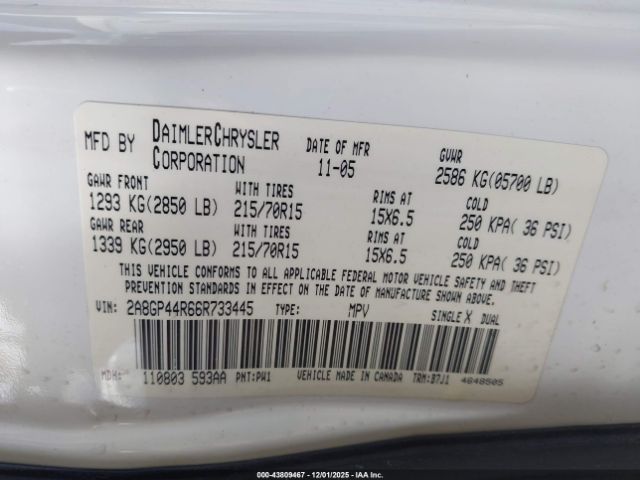 MFD BY DAIMLERCHRYSLER CORPORATION DATE OF MFR 11-05 GVWR 2586 KG(05700 LB)
GAWR FRONT WITH TIRES RIMS AT COLD
1293 KG(2850 LB) 215/70R15 15X6.5 250 KPA( 36 PSI)
GAWR REAR WITH TIRES RIMS AT COLD
1339 KG(2950 LB) 215/70R15 15X6.5 250 KPA( 36 PSI)
THIS VEHICLE CONFORMS TO ALL APPLICABLE FEDERAL MOTOR VEHICLE SAFETY AND THEFT
PREVENTION STANDARDS IN EFFECT ON THE DATE OF MANUFACTURE SHOWN ABOVE.
VIN: 2A8GP44R66R733445 TYPE: MPV SINGLE X DUAL
MDH: 110803 593AA PNT:PW1 VEHICLE MADE IN CANADA TRM:B7J1 4648505
000-43809467 • 12/01/2025 • IAAI.COM